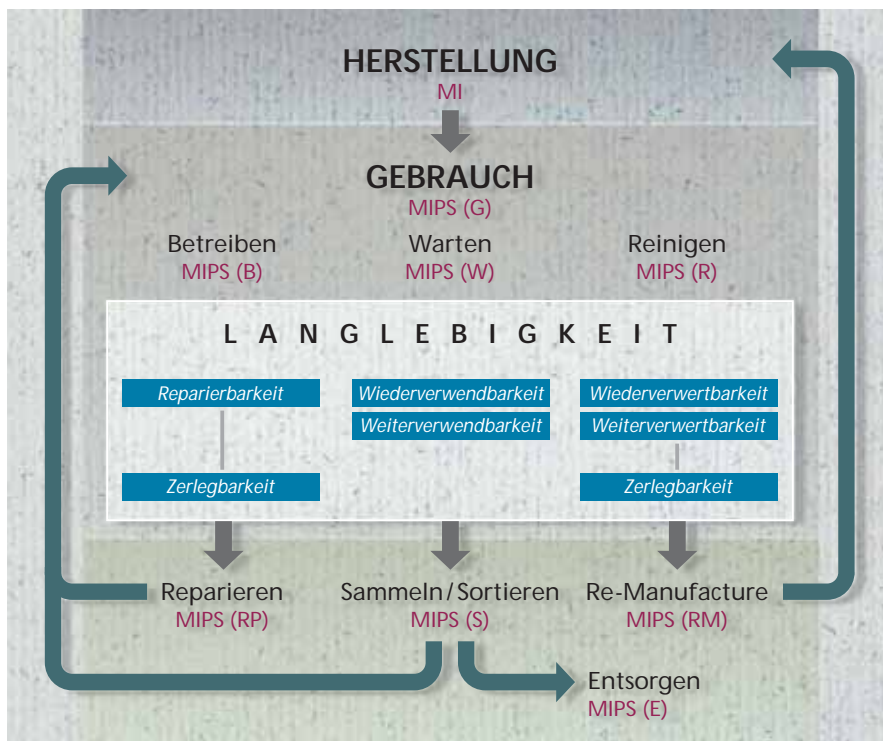 HERSTELLUNG
MI
GEBRAUCH
MIPS (G)
Betreiben
MIPS (B)
Warten
MIPS (W)
Reinigen
MIPS (R)
LANGLEBIGKEIT
Reparierbarkeit
Zerlegbarkeit
Wiederverwendbarkeit
Weiterverwendbarkeit
Wiederverwertbarkeit
Weiterverwertbarkeit
Zerlegbarkeit
Reparieren
MIPS (RP)
Sammeln/Sortieren
MIPS (S)
Re-Manufacture
MIPS (RM)
Entsorgen
MIPS (E)